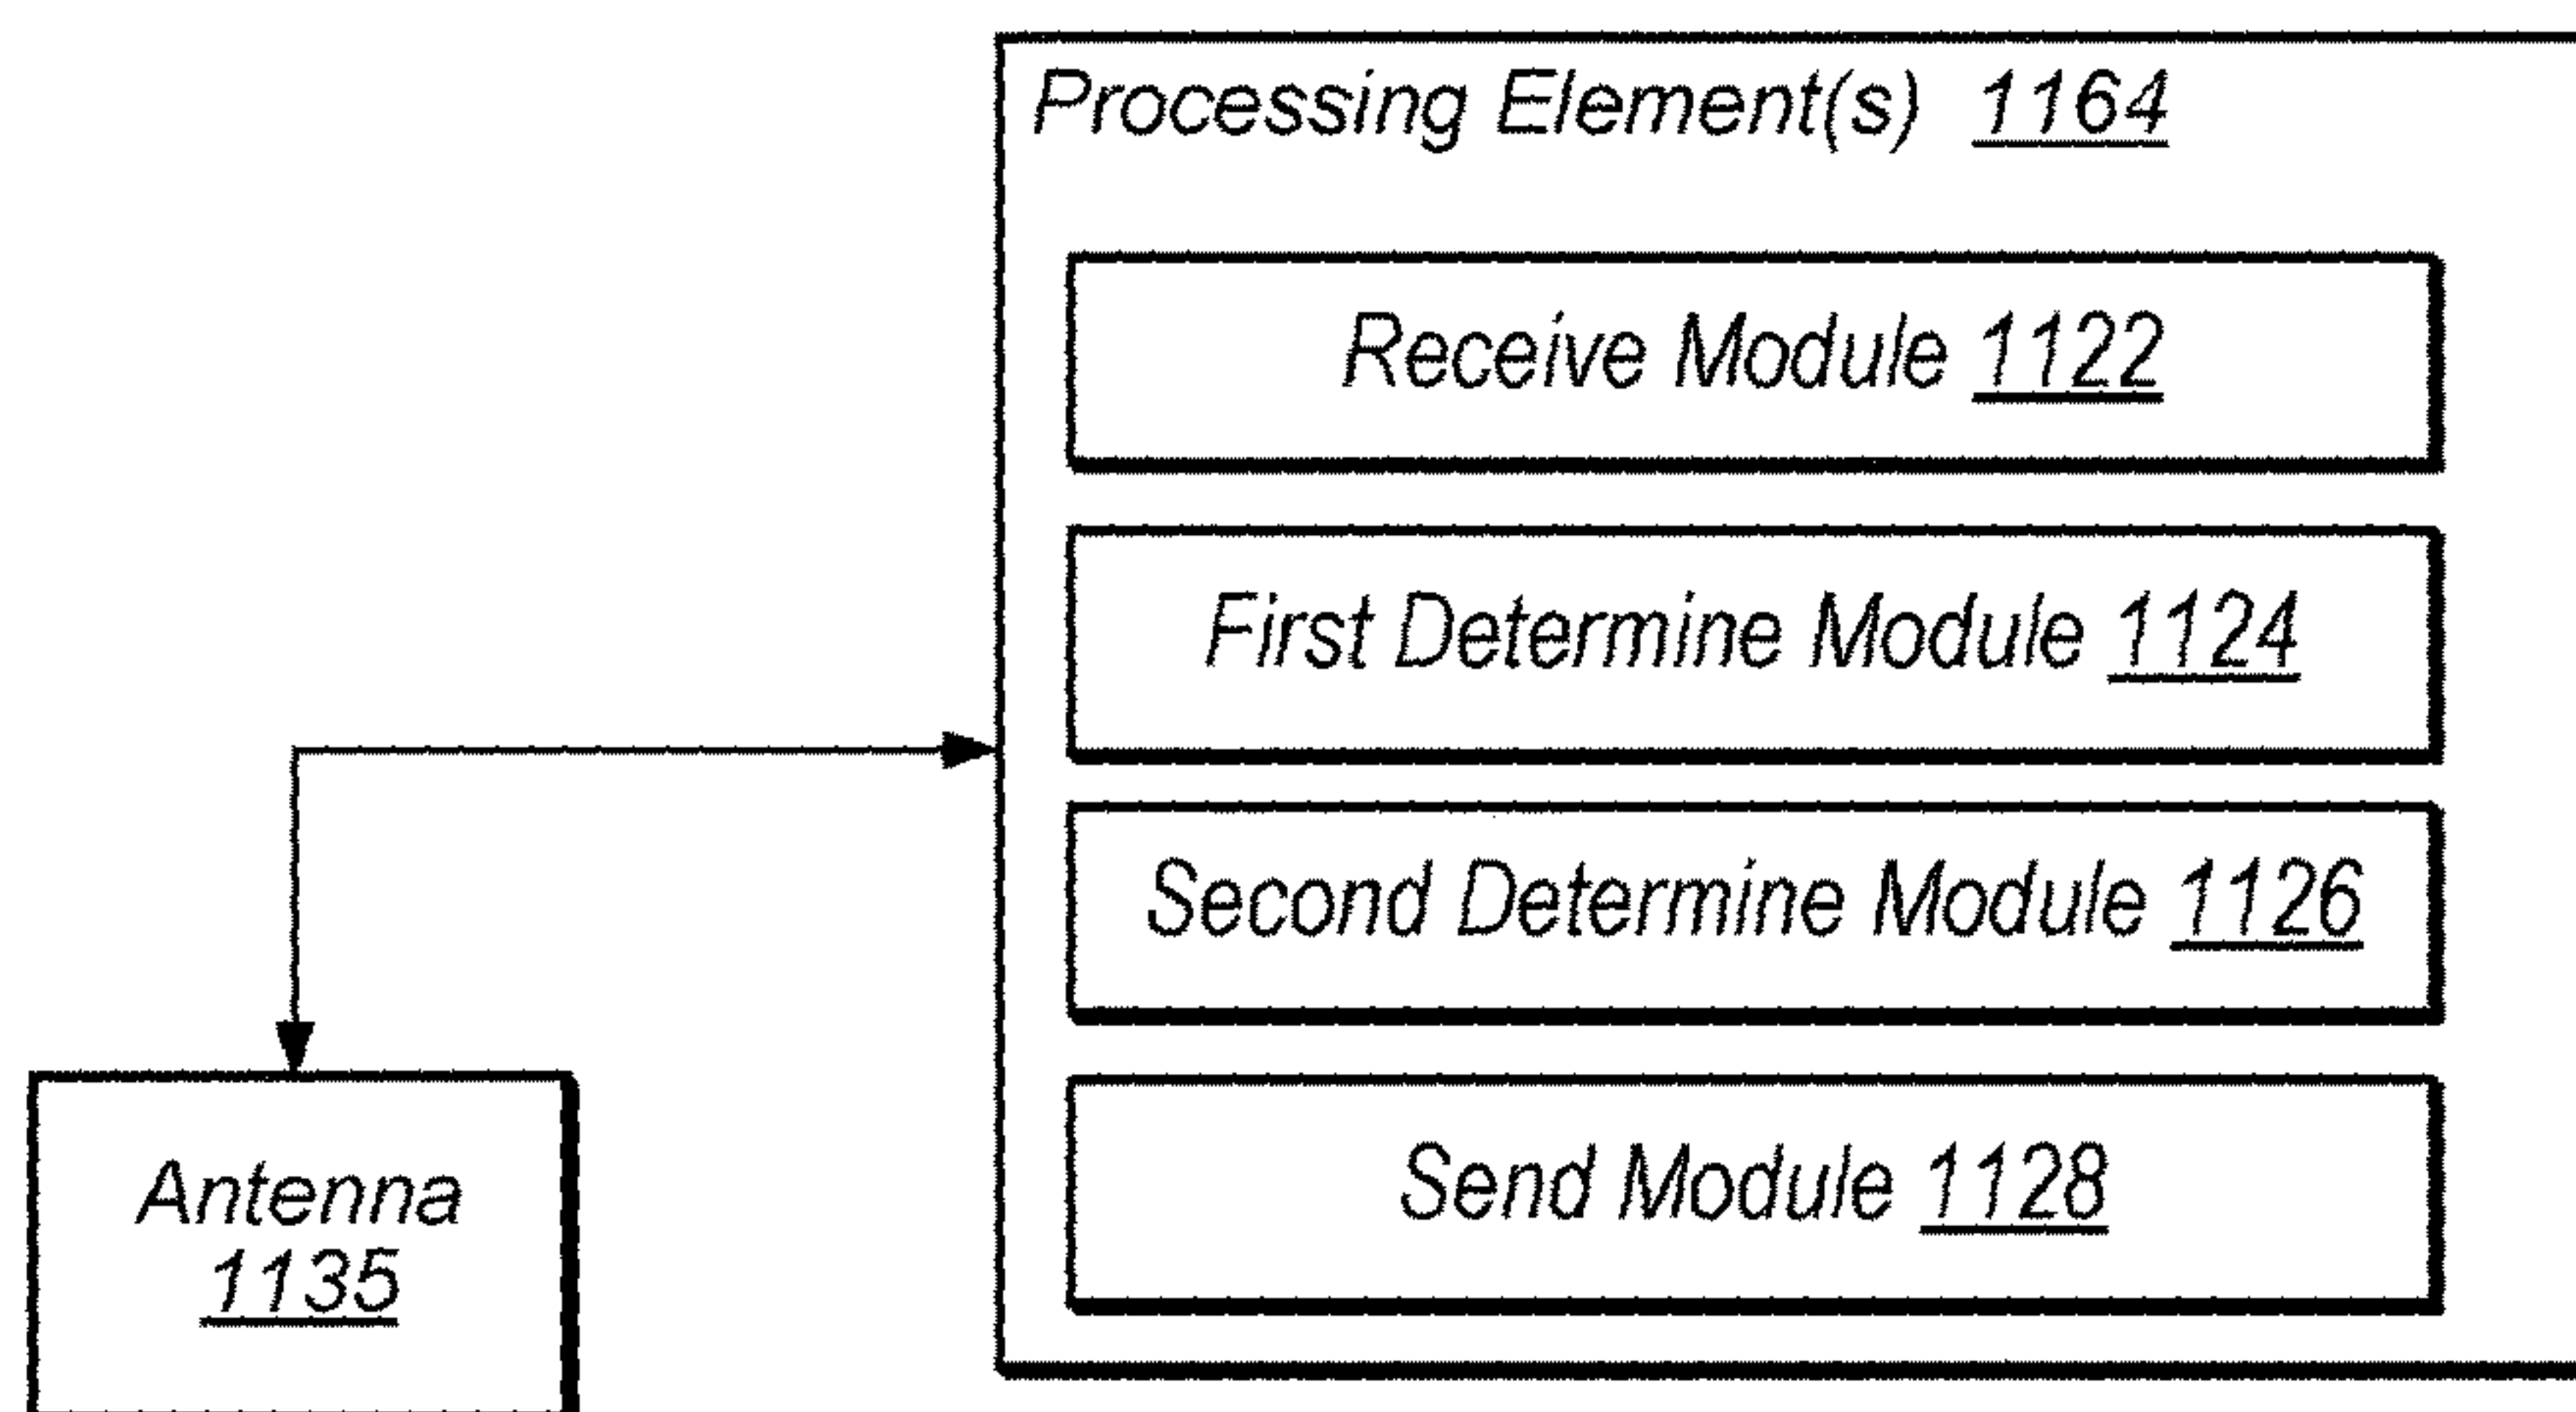 Processing Element(s) 1164
Receive Module 1122
First Determine Module 1124
Second Determine Module 1126
Send Module 1128
Antenna
1135